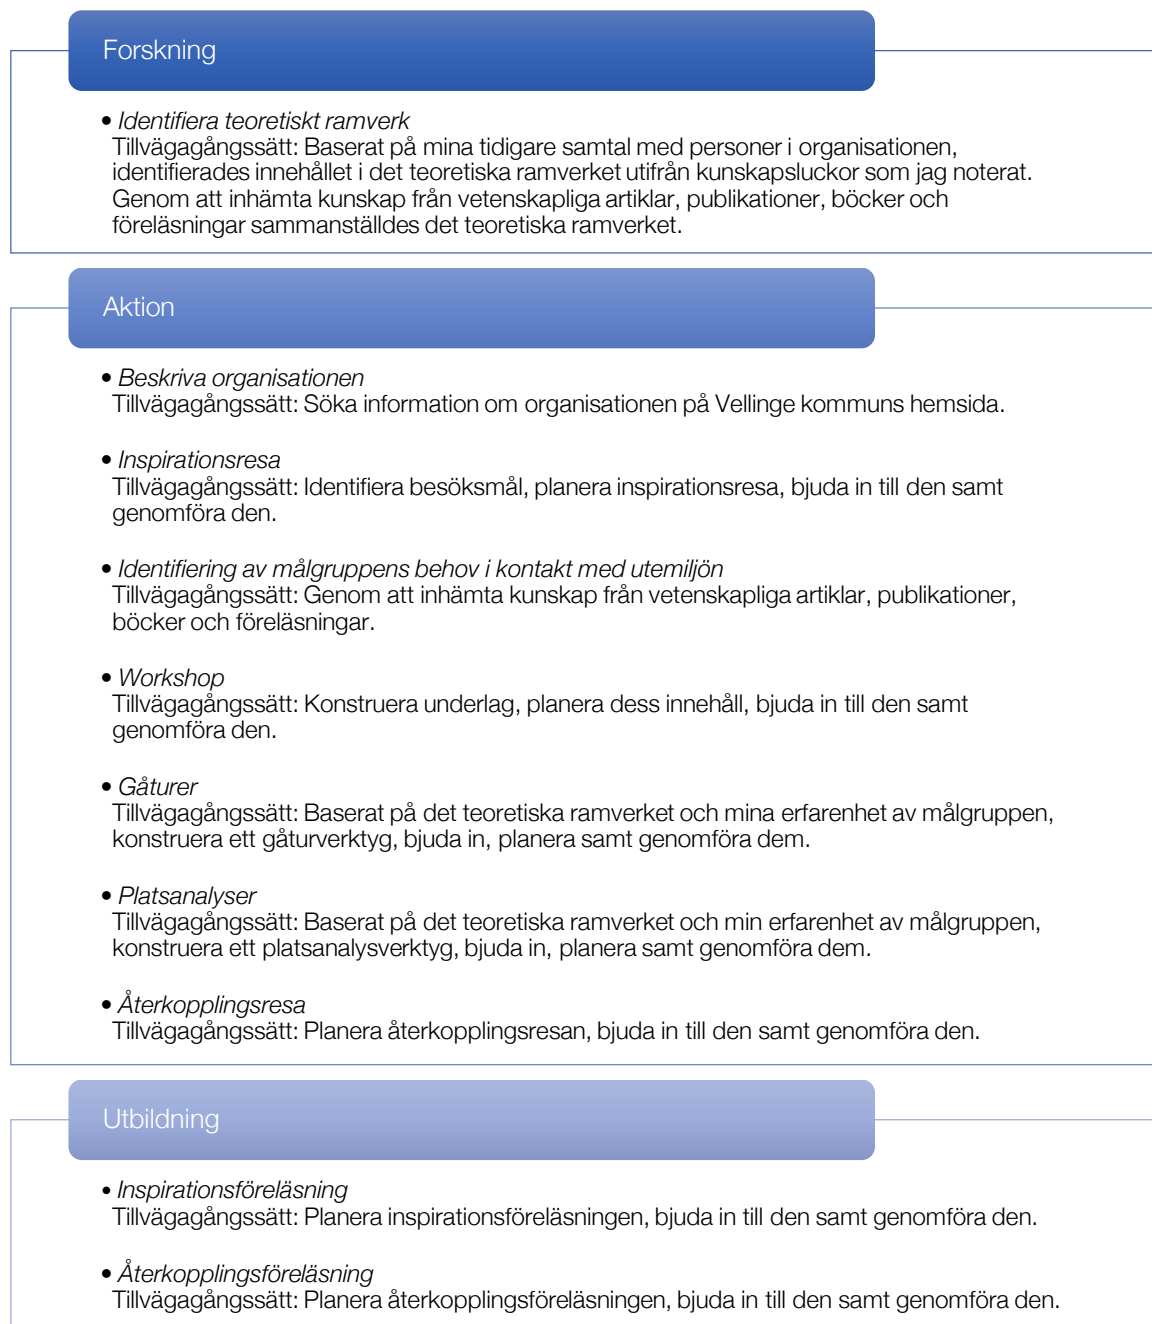 Forskning
• Identifiera teoretiskt ramverk
Tillvägagångssätt: Baserat på mina tidigare samtal med personer i organisationen,
identifierades innehållet i det teoretiska ramverket utifrån kunskapsluckor som jag noterat.
Genom att inhämta kunskap från vetenskapliga artiklar, publikationer, böcker och
föreläsningar sammanställdes det teoretiska ramverket.
Aktion
• Beskriva organisationen
Tillvägagångssätt: Söka information om organisationen på Vellinge kommuns hemsida.
• Inspirationsresa
Tillvägagångssätt: Identifiera besöksmål, planera inspirationsresa, bjuda in till den samt
genomföra den.
• Identifiering av målgruppens behov i kontakt med utemiljön
Tillvägagångssätt: Genom att inhämta kunskap från vetenskapliga artiklar, publikationer,
böcker och föreläsningar.
• Workshop
Tillvägagångssätt: Konstruera underlag, planera dess innehåll, bjuda in till den samt
genomföra den.
• Gåturer
Tillvägagångssätt: Baserat på det teoretiska ramverket och mina erfarenhet av målgruppen,
konstruera ett gåturverktyg, bjuda in, planera samt genomföra dem.
• Platsanalyser
Tillvägagångssätt: Baserat på det teoretiska ramverket och min erfarenhet av målgruppen,
konstruera ett platsanalysverktyg, bjuda in, planera samt genomföra dem.
• Återkopplingsresa
Tillvägagångssätt: Planera återkopplingsresan, bjuda in till den samt genomföra den.
Utbildning
• Inspirationsföreläsning
Tillvägagångssätt: Planera inspirationsföreläsningen, bjuda in till den samt genomföra den.
• Återkopplingsföreläsning
Tillvägagångssätt: Planera återkopplingsföreläsningen, bjuda in till den samt genomföra den.